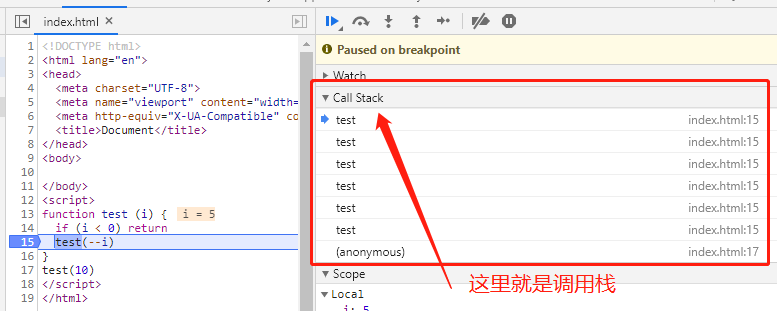 index.html ×
Paused on breakpoint
1 <!DOCTYPE html>
2 <html lang="en">
3 <head>
4 <meta charset="UTF-8">
5 <meta name="viewport" content="width=
6 <meta http-equiv="X-UA-Compatible" co
7 <title>Document</title>
8 </head>
9 <body>
10
11 </body>
12 <script>
13 function test (i) { i = 5
14 if (i < 0) return
15 test(--i)
16 }
17 test(10)
18 </script>
19 </html>
Watch
Call Stack
test index.html:15
test index.html:15
test index.html:15
test index.html:15
test index.html:15
test index.html:15
(anonymous) index.html:17
Scope
这里就是调用栈
Local
i: 5